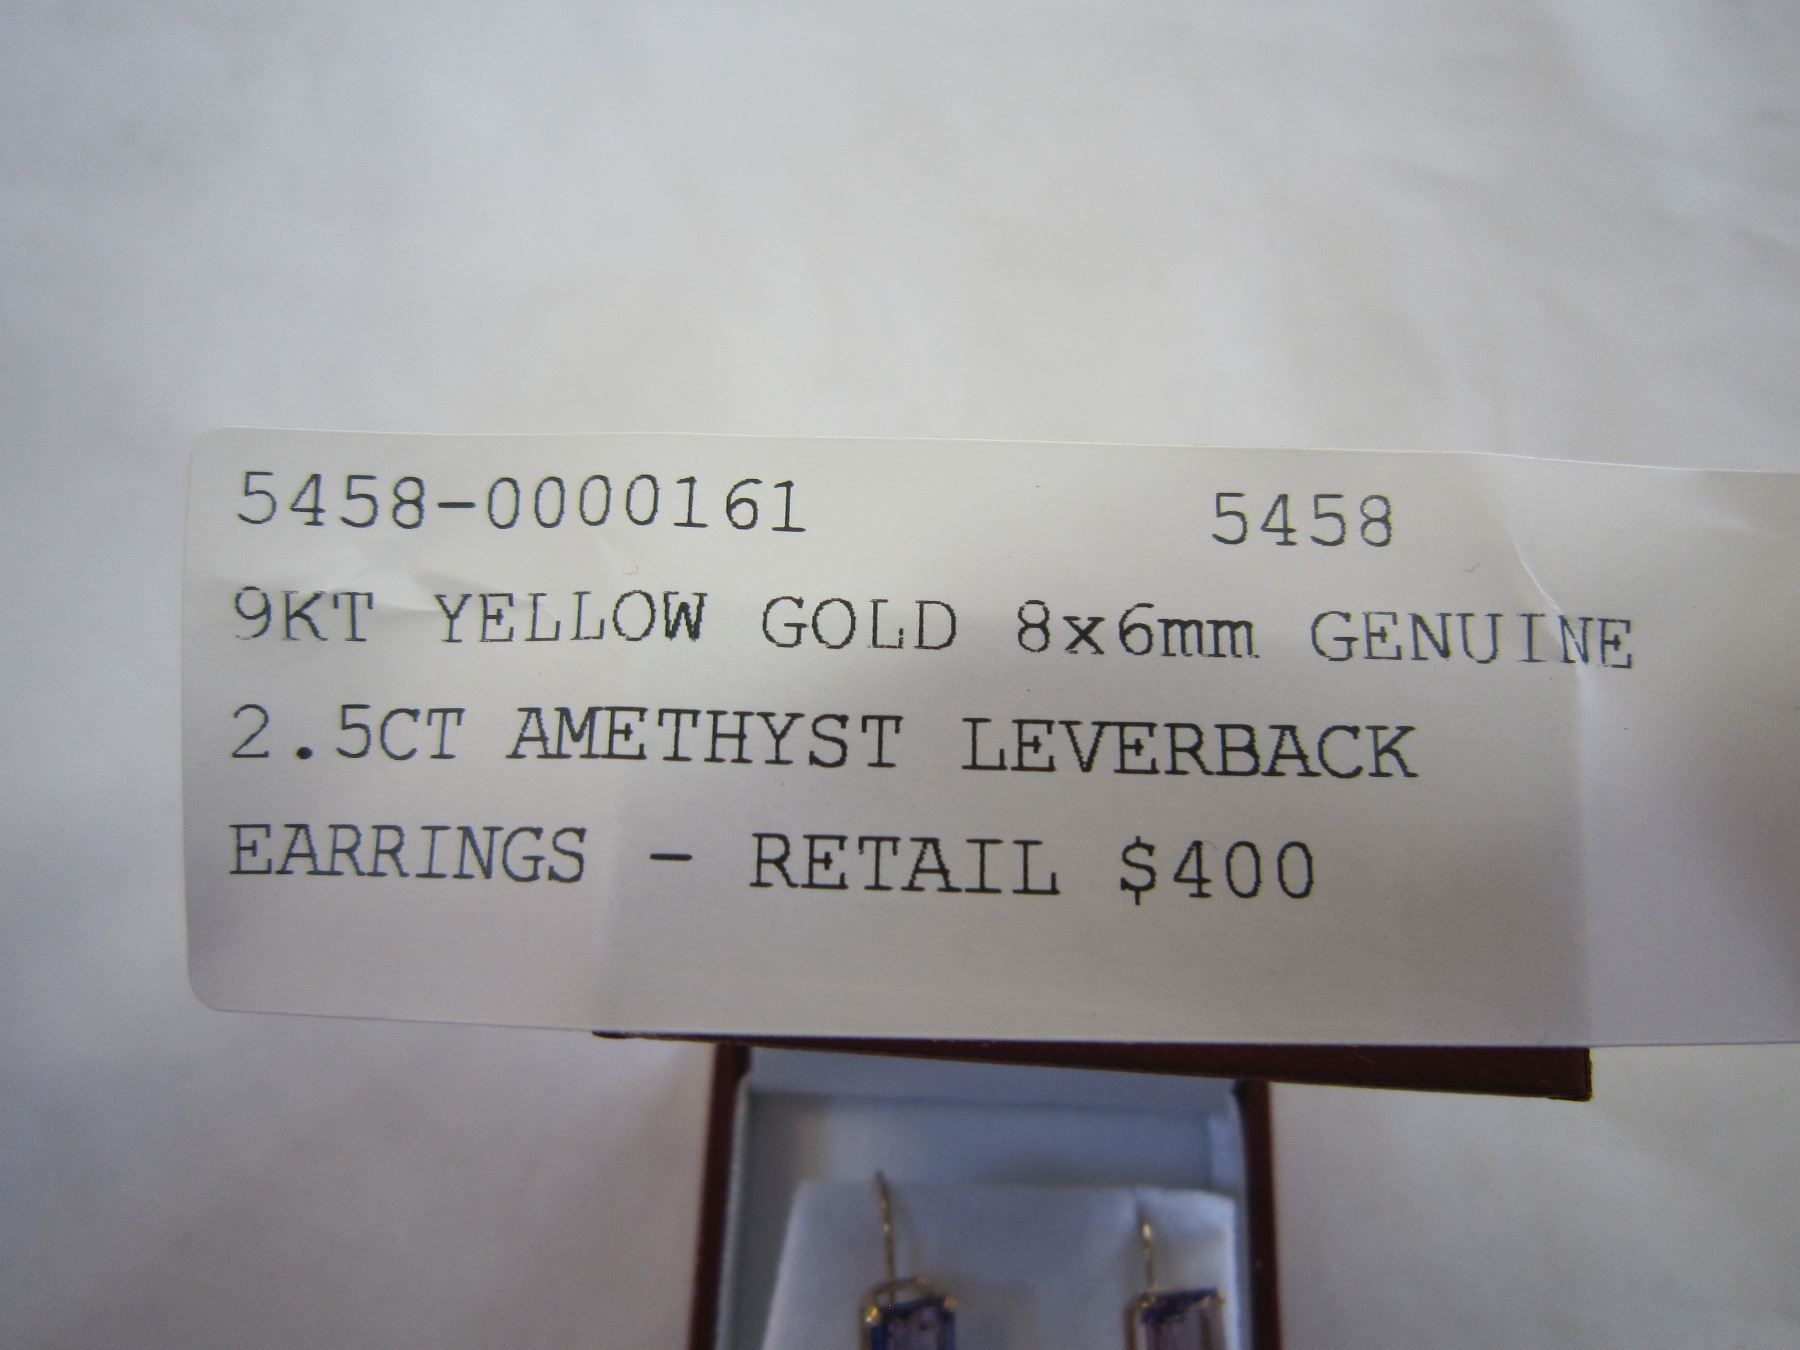 5458-0000161 5458
9KT YELLOW GOLD 8x6mm GENUINE
2.5CT AMETHYST LEVERBACK
EARRINGS - RETAIL $400